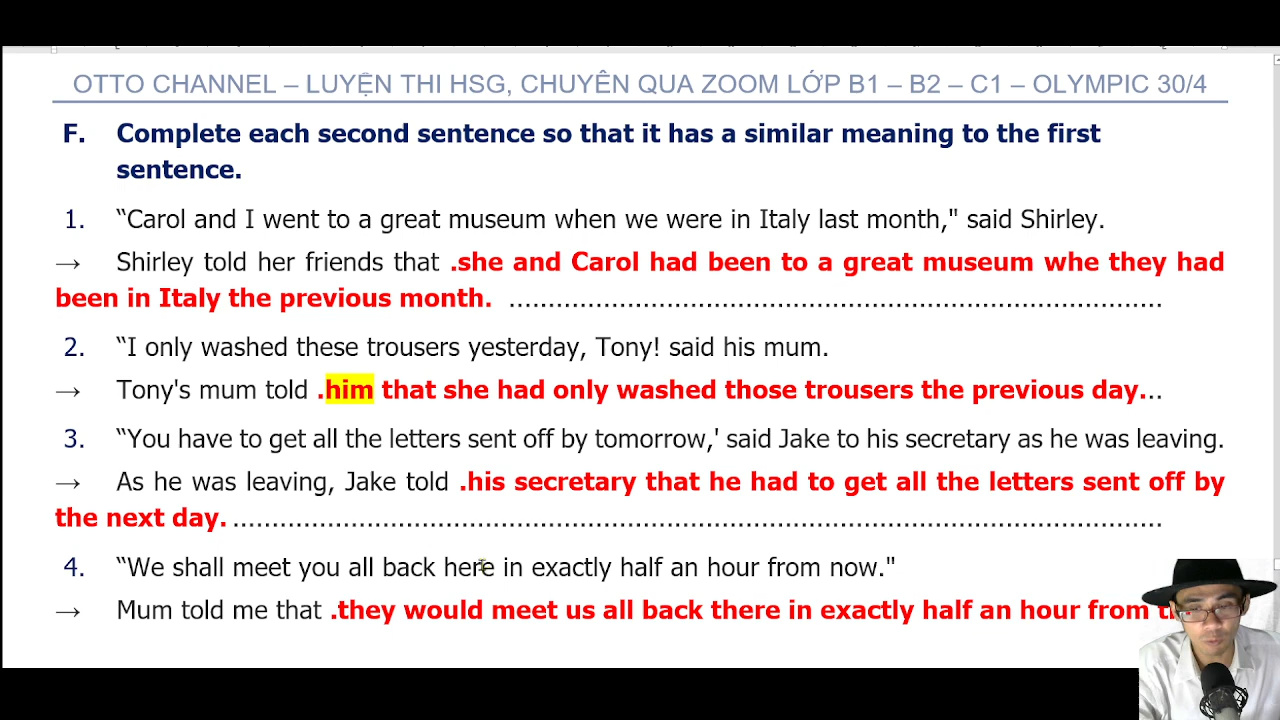 OTTO CHANNEL – LUYỆN THI HSG, CHUYÊN QUA ZOOM LỚP B1 – B2 – C1 – OLYMPIC 30/4
F. Complete each second sentence so that it has a similar meaning to the first
sentence.
1. “Carol and I went to a great museum when we were in Italy last month," said Shirley.
→ Shirley told her friends that .she and Carol had been to a great museum whe they had
been in Italy the previous month. ..................................................................................
2. “I only washed these trousers yesterday, Tony! said his mum.
→ Tony's mum told .him that she had only washed those trousers the previous day...
3. “You have to get all the letters sent off by tomorrow,' said Jake to his secretary as he was leaving.
→ As he was leaving, Jake told .his secretary that he had to get all the letters sent off by
the next day. ......................................................................................................................
4. “We shall meet you all back here in exactly half an hour from now."
→ Mum told me that .they would meet us all back there in exactly half an hour from